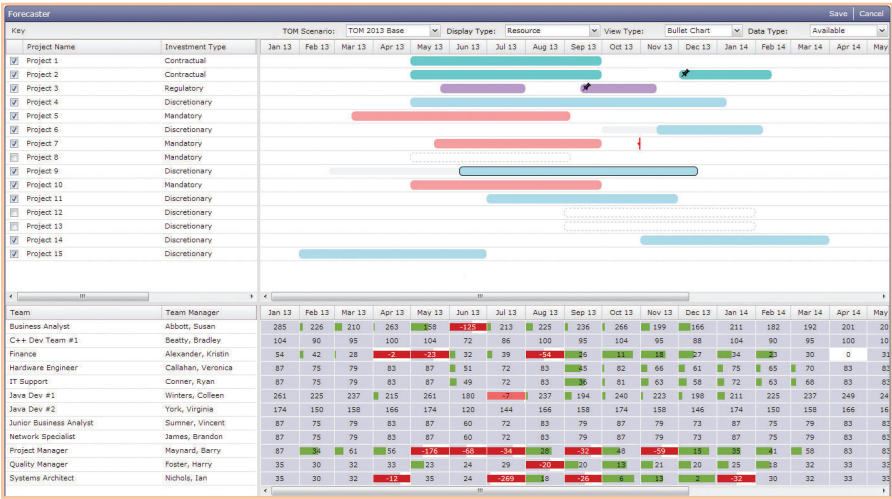 Forecaster Save Cancel
Key TOM Scenario: TOM 2013 Base Display Type: Resource View Type: Bullet Chart Data Type: Available
Project Name Investment Type Jan 13 Feb 13 Mar 13 Apr 13 May 13 Jun 13 Jul 13 Aug 13 Sep 13 Oct 13 Nov 13 Dec 13 Jan 14 Feb 14 Mar 14 Apr 14 May
Project 1 Contractual
Project 2 Contractual
Project 3 Regulatory
Project 4 Discretionary
Project 5 Mandatory
Project 6 Discretionary
Project 7 Mandatory
Project 8 Mandatory
Project 9 Discretionary
Project 10 Mandatory
Project 11 Discretionary
Project 12 Discretionary
Project 13 Discretionary
Project 14 Discretionary
Project 15 Discretionary
Team Team Manager Jan 13 Feb 13 Mar 13 Apr 13 May 13 Jun 13 Jul 13 Aug 13 Sep 13 Oct 13 Nov 13 Dec 13 Jan 14 Feb 14 Mar 14 Apr 14 May
Business Analyst Abbott, Susan 285 226 210 263 158 -125 213 225 236 266 199 166 211 182 192 201 20
C++ Dev Team #1 Beatty, Bradley 104 90 95 100 104 72 86 100 95 104 95 88 104 90 95 100 10
Finance Alexander, Kristin 54 42 28 -2 -23 32 39 -54 26 11 18 27 34 23 30 0 31
Hardware Engineer Callahan, Veronica 87 75 79 83 87 51 72 83 45 82 66 61 75 65 70 83 83
IT Support Conner, Ryan 87 75 79 83 87 49 72 83 36 81 63 58 72 63 68 83 83
Java Dev #1 Winters, Colleen 261 225 237 215 261 180 -7 237 194 240 223 198 211 225 237 249 24
Java Dev #2 York, Virginia 174 150 158 166 174 120 144 166 158 174 158 146 174 150 158 166 16
Junior Business Analyst Sumner, Vincent 87 75 79 83 87 60 72 83 79 87 79 73 87 75 79 83 83
Network Specialist James, Brandon 87 75 79 83 87 60 72 83 79 87 79 73 87 75 79 83 83
Project Manager Maynard, Barry 87 34 61 56 -176 -68 -34 28 -32 48 -59 15 35 41 58 83 83
Quality Manager Foster, Harry 35 30 32 33 23 24 29 -20 20 13 21 20 25 18 32 33 33
Systems Architect Nichols, Ian 35 30 32 -12 35 24 -269 18 -26 6 13 2 -32 30 32 33 33